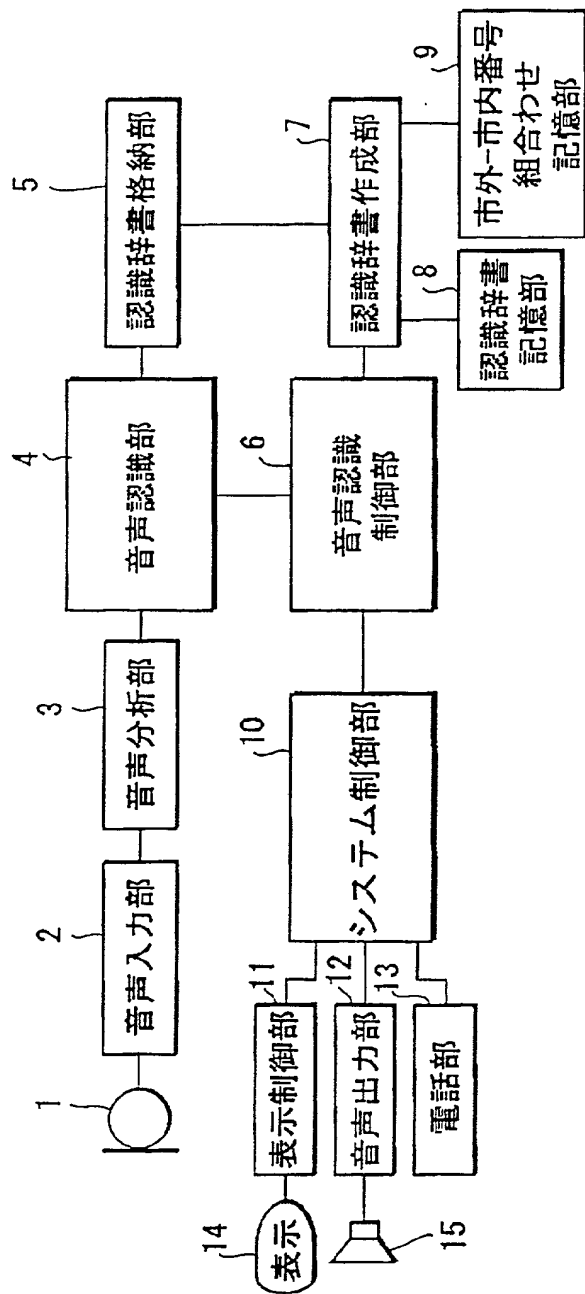 1
2
音声入力部
3
音声分析部
4
音声認識部
5
認識辞書格納部
6
音声認識
制御部
7
認識辞書作成部
8
認識辞書
記憶部
9
市外-市内番号
組合わせ
記憶部
10
システム制御部
11
表示制御部
12
音声出力部
13
電話部
14
表示
15